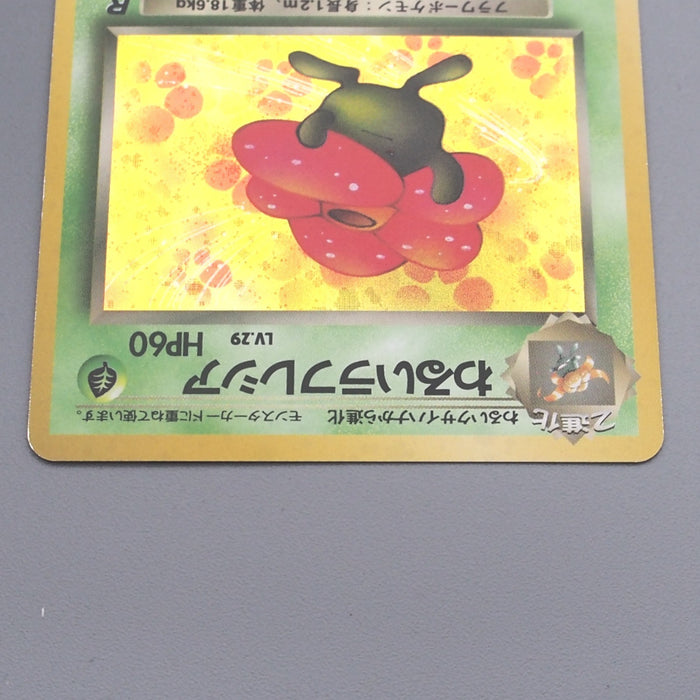 2進化
わるいクサイハナから進化 モンスターカードに重ねて使います。
わるいラフレシア LV.29 HP60
フラワーポケモン：身長1.2m、体重18.6kg
R